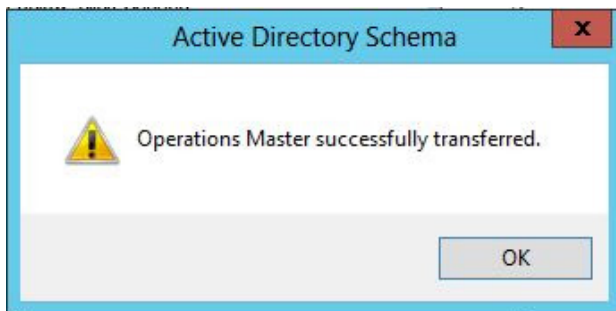 Active Directory Schema
x
Operations Master successfully transferred.
OK